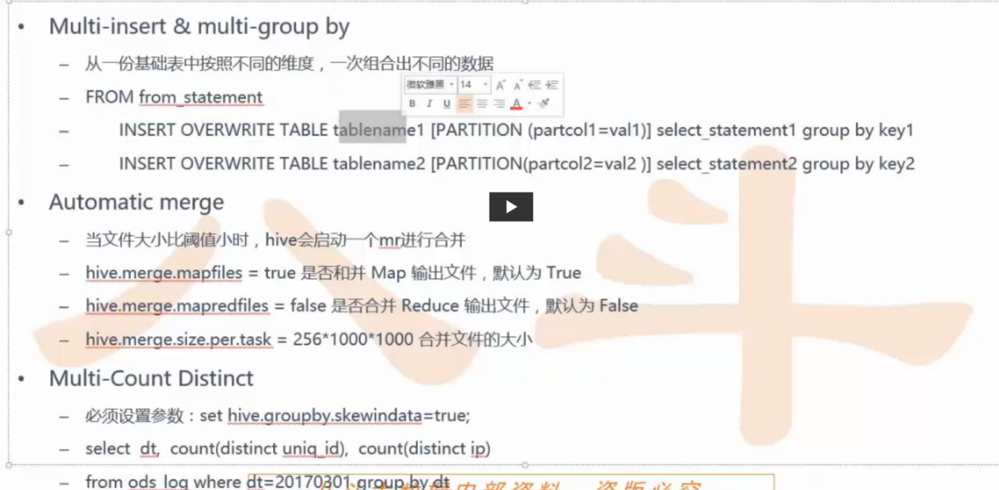 • Multi-insert & multi-group by
– 从一份基础表中按照不同的维度，一次组合出不同的数据
微软雅黑 14
– FROM from_statement
B I U A
– INSERT OVERWRITE TABLE tablename1 [PARTITION (partcol1=val1)] select_statement1 group by key1
– INSERT OVERWRITE TABLE tablename2 [PARTITION(partcol2=val2 )] select_statement2 group by key2
• Automatic merge
– 当文件大小比阈值小时，hive会启动一个mr进行合并
– hive.merge.mapfiles = true 是否和并 Map 输出文件，默认为 True
– hive.merge.mapredfiles = false 是否合并 Reduce 输出文件，默认为 False
– hive.merge.size.per.task = 256*1000*1000 合并文件的大小
八斗
• Multi-Count Distinct
– 必须设置参数：set hive.groupby.skewindata=true;
– select dt, count(distinct uniq_id), count(distinct ip)
– from ods_log where dt=20170301 group by dt
内部资料 盗版必究